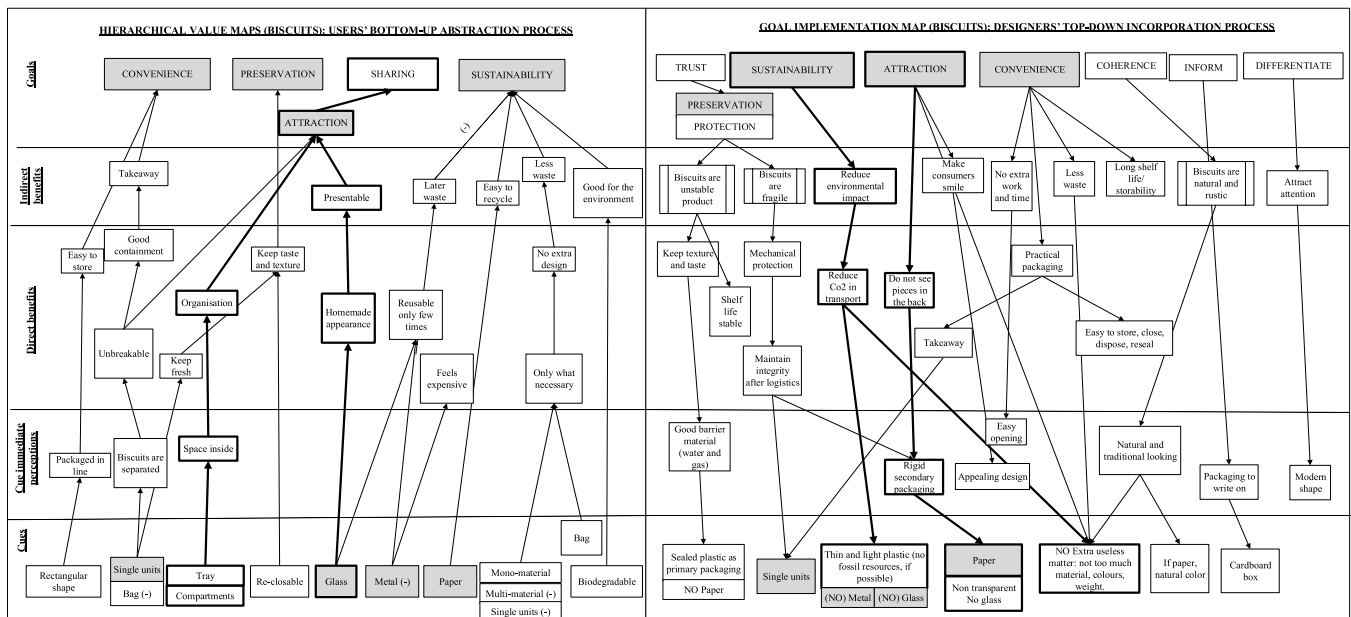 HIERARCHICAL VALUE MAPS (BISCUITS): USERS' BOTTOM-UP ABSTRACTION PROCESS
Goals
CONVENIENCE
PRESERVATION
SHARING
SUSTAINABILITY
ATTRACTION
(-)
Indirect
benefits
Takeaway
Presentable
Later
waste
Easy to
recycle
Less
waste
Good for the
environment
Direct benefits
Easy to
store
Good
containment
Keep taste
and texture
No extra
design
Organisation
Homemade
appearance
Reusable
only few
times
Unbreakable
Keep
fresh
Feels
expensive
Only what
necessary
Cue immediate
perceptions
Packaged in
line
Biscuits are
separated
Space inside
Cues
Bag
Rectangular
shape
Single units
Bag (-)
Tray
Compartments
Re-closable
Glass
Metal (-)
Paper
Mono-material
Multi-material (-)
Single units (-)
Biodegradable
GOAL IMPLEMENTATION MAP (BISCUITS): DESIGNERS' TOP-DOWN INCORPORATION PROCESS
TRUST
SUSTAINABILITY
ATTRACTION
CONVENIENCE
COHERENCE
INFORM
DIFFERENTIATE
PRESERVATION
PROTECTION
Biscuits are
unstable
product
Biscuits
are
fragile
Reduce
environmental
impact
Make
consumers
smile
No extra
work
and time
Less
waste
Long shelf
life/
storability
Biscuits are
natural and
rustic
Attract
attention
Keep texture
and taste
Mechanical
protection
Reduce
Co2 in
transport
Do not see
pieces in
the back
Practical
packaging
Shelf
life
stable
Takeaway
Easy to store, close,
dispose, reseal
Maintain
integrity
after logistics
Good barrier
material
(water and
gas)
Rigid
secondary
packaging
Easy
opening
Appealing design
Natural and
traditional looking
Packaging to
write on
Modern
shape
Sealed plastic as
primary packaging
NO Paper
Single units
Thin and light plastic (no
fossil resources, if
possible)
(NO) Metal
(NO) Glass
Paper
Non transparent
No glass
NO Extra useless
matter: not too much
material, colours,
weight.
If paper,
natural color
Cardboard
box